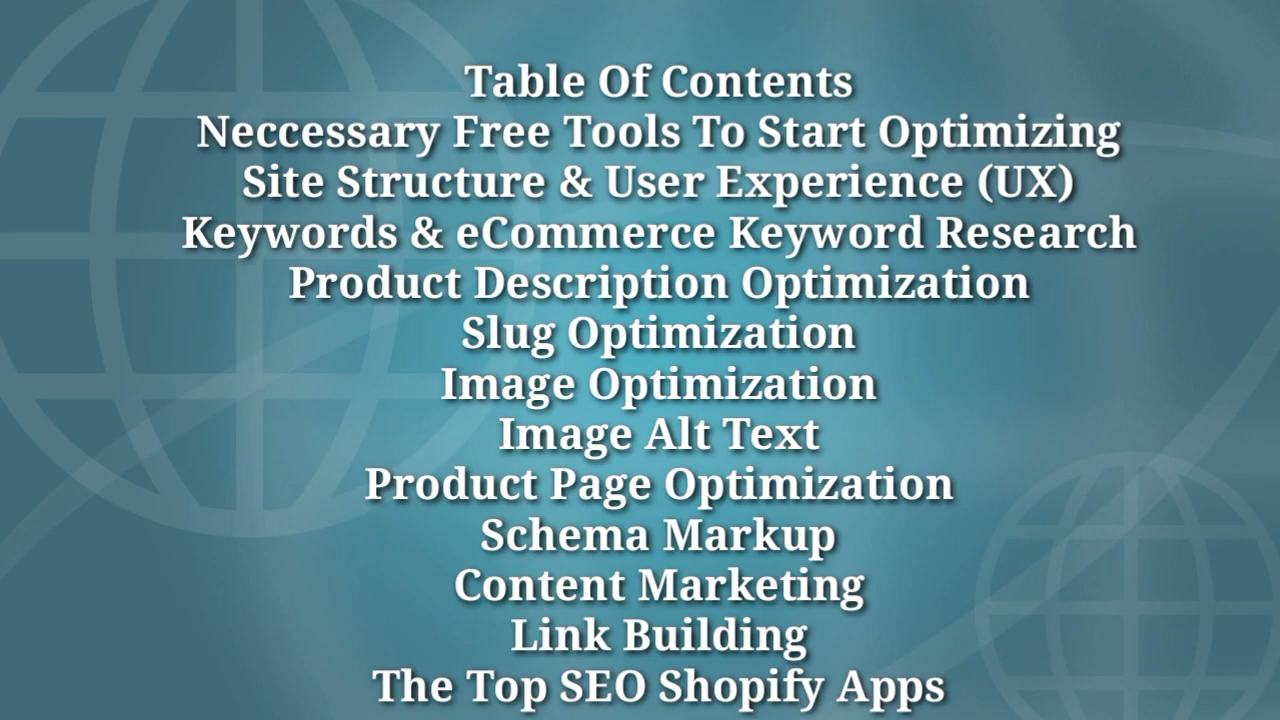 Table Of Contents
Neccessary Free Tools To Start Optimizing
Site Structure & User Experience (UX)
Keywords & eCommerce Keyword Research
Product Description Optimization
Slug Optimization
Image Optimization
Image Alt Text
Product Page Optimization
Schema Markup
Content Marketing
Link Building
The Top SEO Shopify Apps